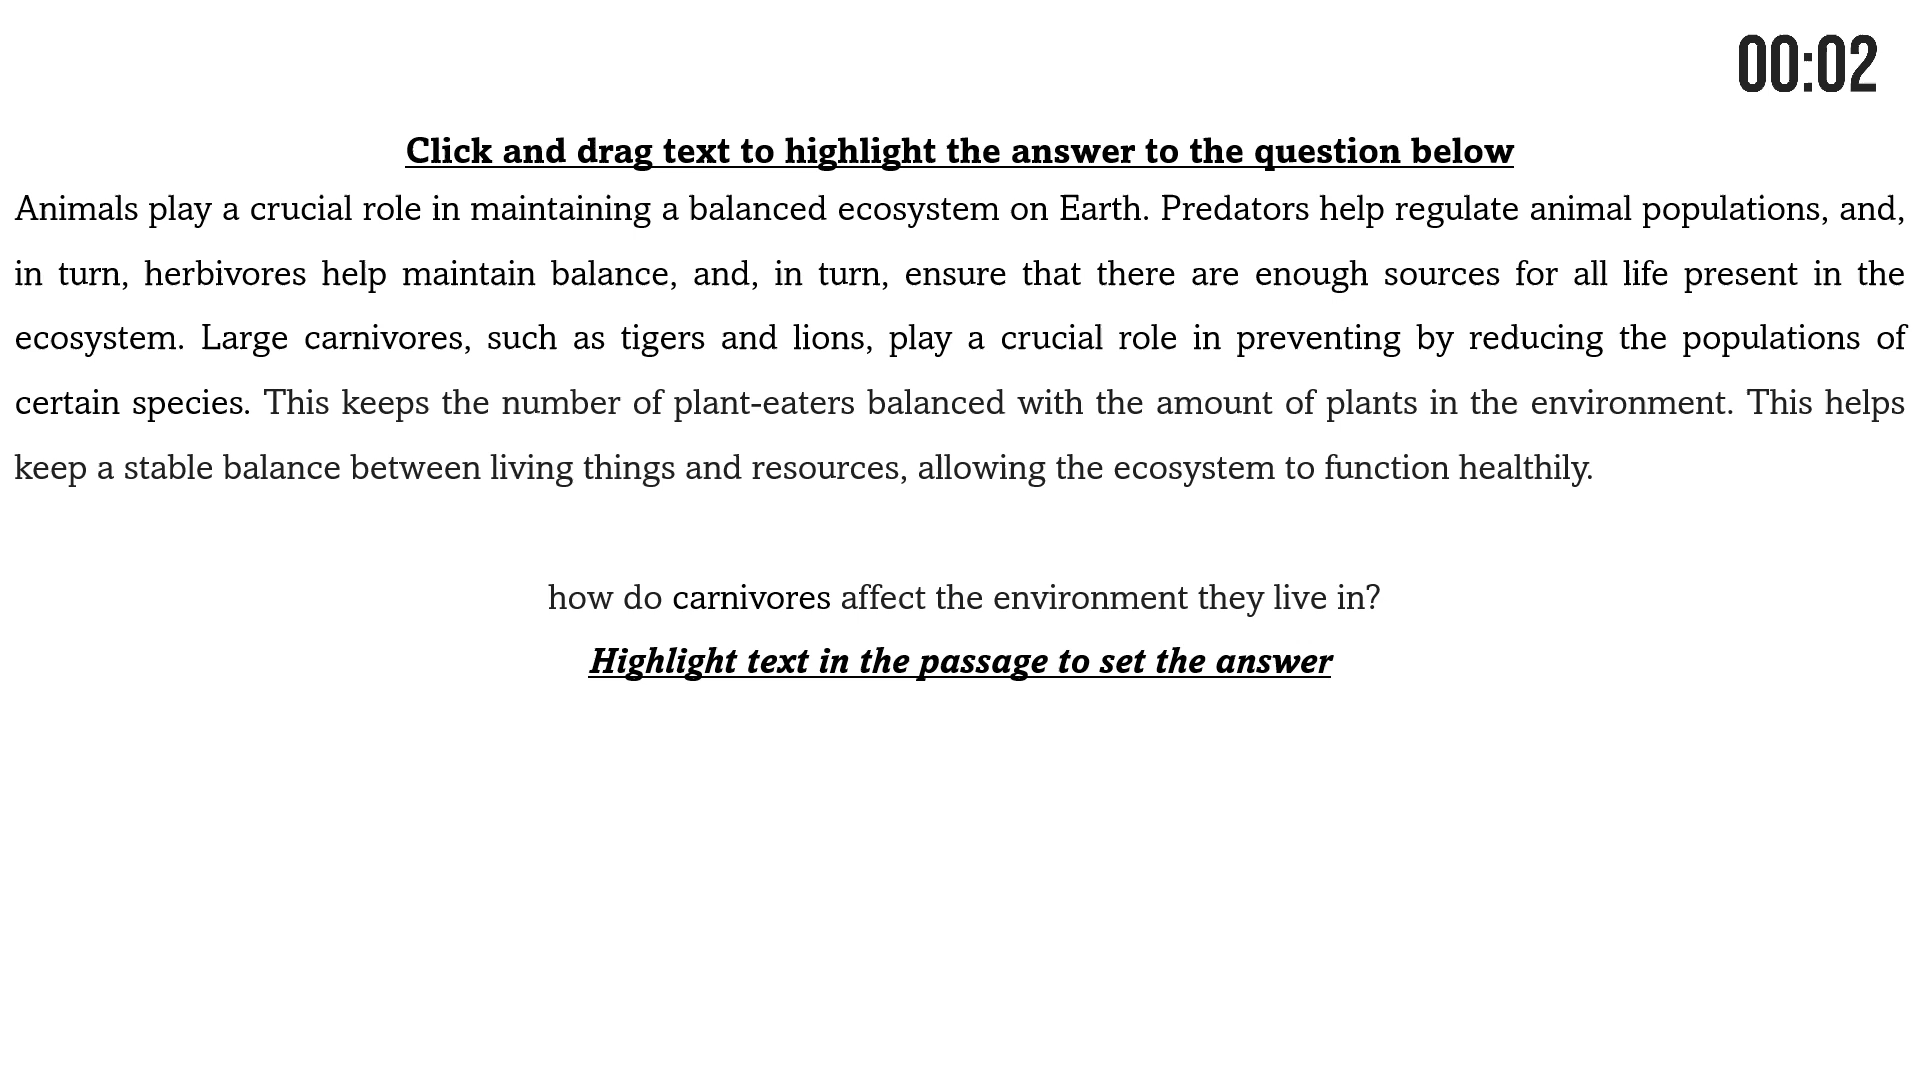 00:02
Click and drag text to highlight the answer to the question below
Animals play a crucial role in maintaining a balanced ecosystem on Earth. Predators help regulate animal populations, and,
in turn, herbivores help maintain balance, and, in turn, ensure that there are enough sources for all life present in the
ecosystem. Large carnivores, such as tigers and lions, play a crucial role in preventing by reducing the populations of
certain species. This keeps the number of plant-eaters balanced with the amount of plants in the environment. This helps
keep a stable balance between living things and resources, allowing the ecosystem to function healthily.
how do carnivores affect the environment they live in?
Highlight text in the passage to set the answer